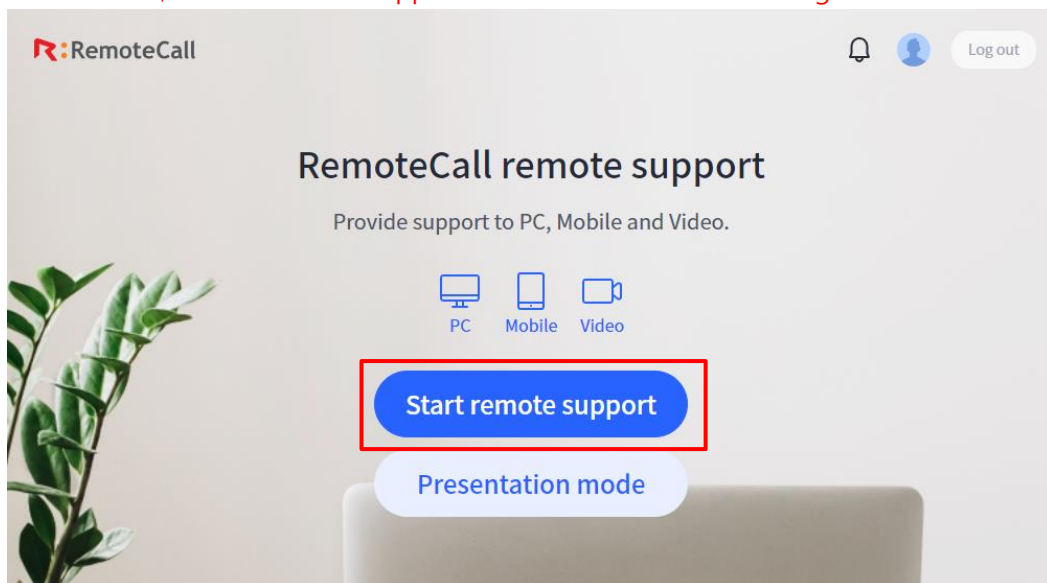 RemoteCall
Log out
RemoteCall remote support
Provide support to PC, Mobile and Video.
PC Mobile Video
Start remote support
Presentation mode